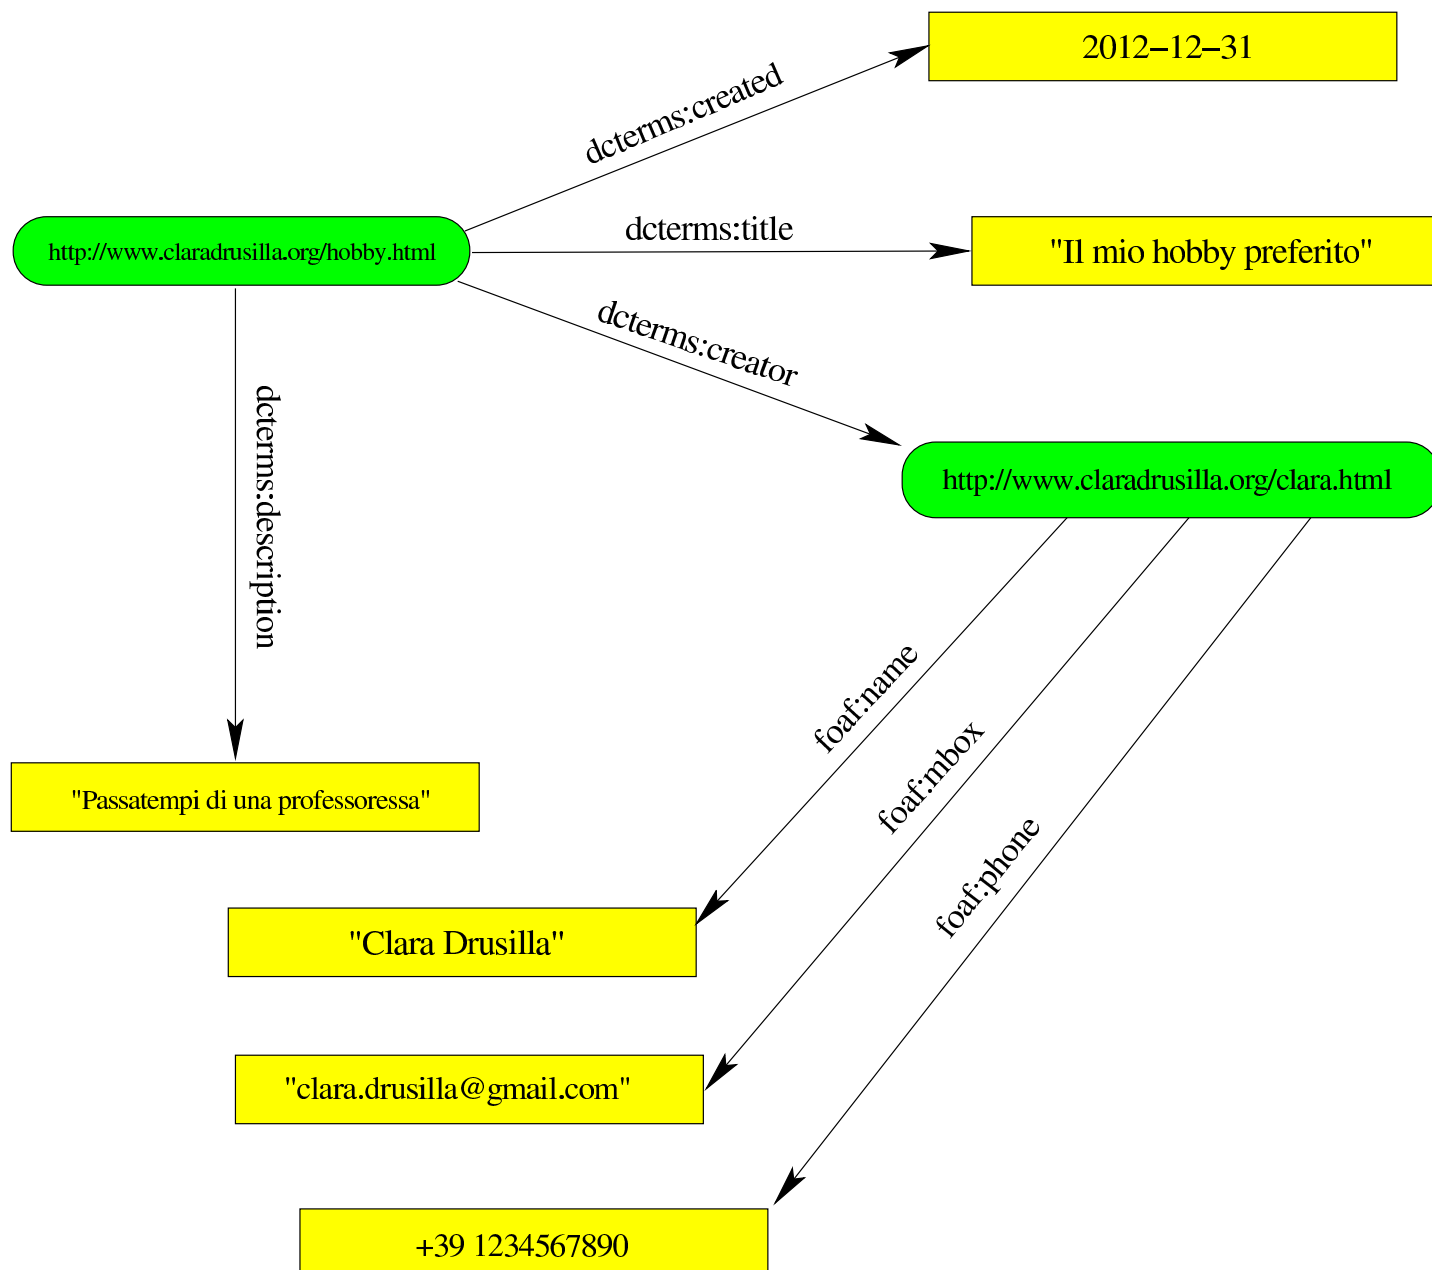 2012–12–31
dcterms:created
http://www.claradrusilla.org/hobby.html
dcterms:title
"Il mio hobby preferito"
dcterms:creator
dcterms:description
http://www.claradrusilla.org/clara.html
foaf:name
foaf:mbox
"Passatempi di una professoressa"
foaf:phone
"Clara Drusilla"
"clara.drusilla@gmail.com"
+39 1234567890